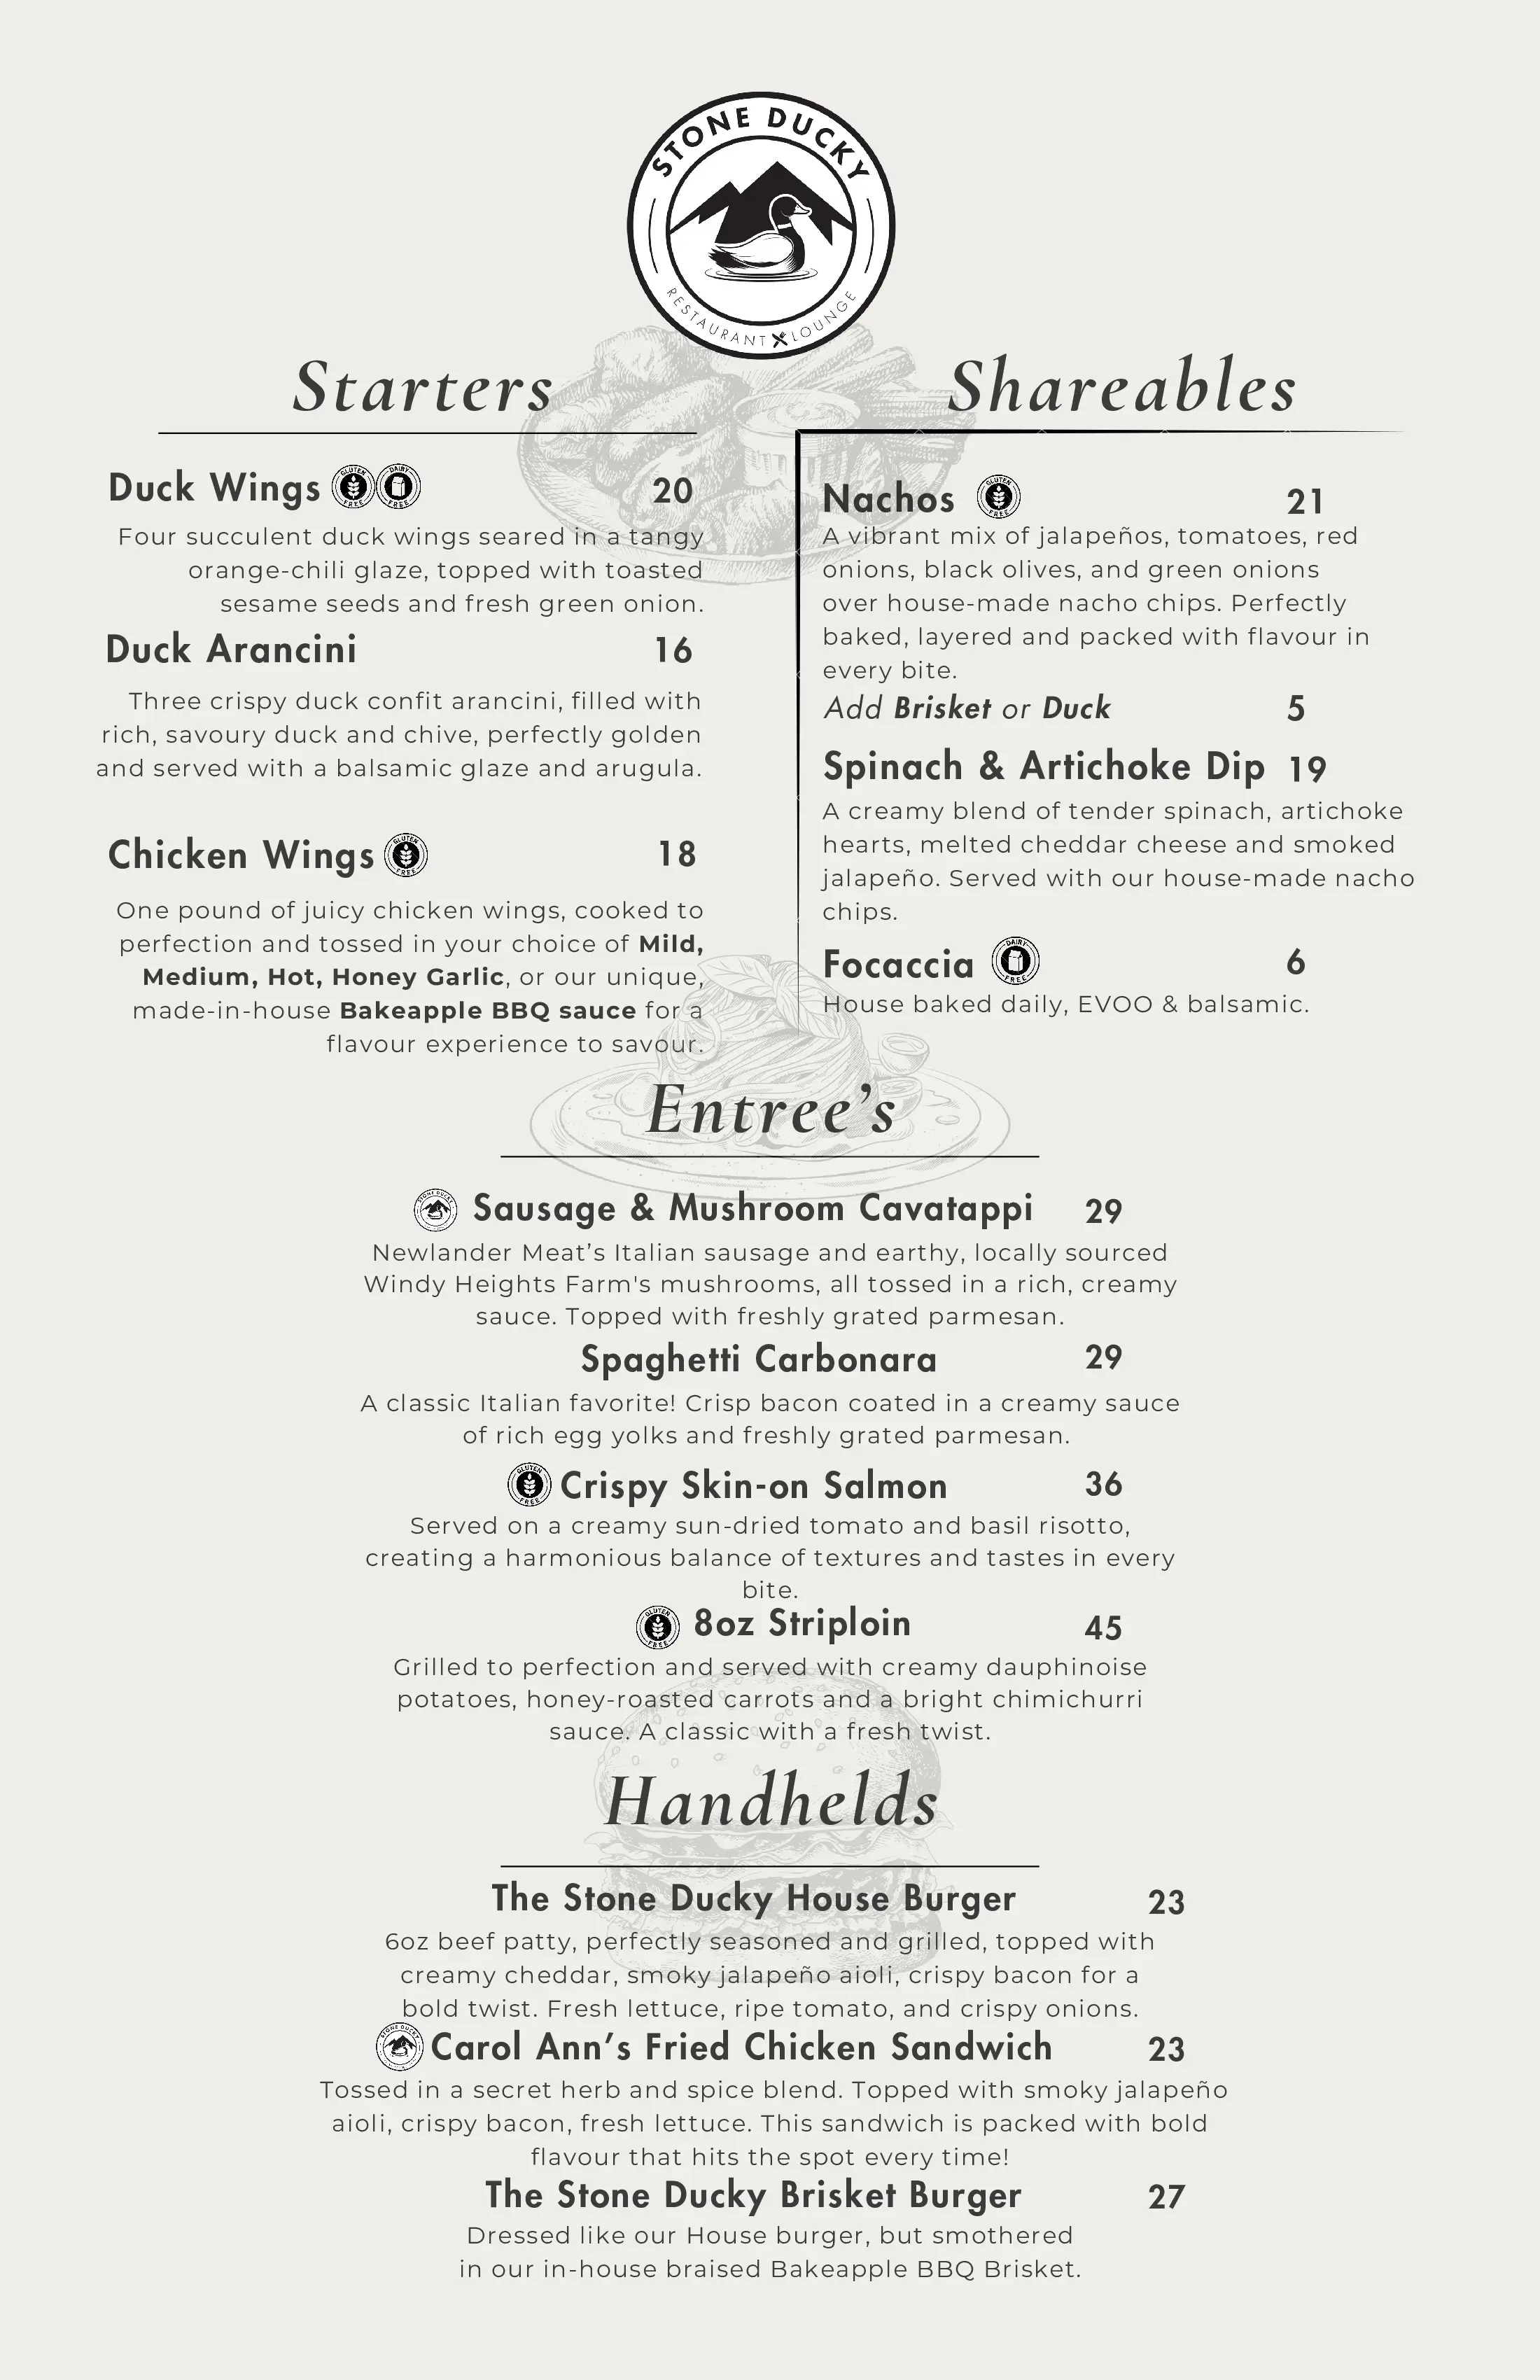 STONE DUCKY
RESTAURANT LOUNGE
Starters
Duck Wings GLUTEN FREE DAIRY FREE 20
Four succulent duck wings seared in a tangy
orange-chili glaze, topped with toasted
sesame seeds and fresh green onion.
Duck Arancini 16
Three crispy duck confit arancini, filled with
rich, savoury duck and chive, perfectly golden
and served with a balsamic glaze and arugula.
Chicken Wings GLUTEN FREE 18
One pound of juicy chicken wings, cooked to
perfection and tossed in your choice of Mild,
Medium, Hot, Honey Garlic, or our unique,
made-in-house Bakeapple BBQ sauce for a
flavour experience to savour.
Shareables
Nachos GLUTEN FREE 21
A vibrant mix of jalapeños, tomatoes, red
onions, black olives, and green onions
over house-made nacho chips. Perfectly
baked, layered and packed with flavour in
every bite.
Add Brisket or Duck 5
Spinach & Artichoke Dip 19
A creamy blend of tender spinach, artichoke
hearts, melted cheddar cheese and smoked
jalapeño. Served with our house-made nacho
chips.
Focaccia DAIRY FREE 6
House baked daily, EVOO & balsamic.
Entree’s
STONE DUCKY Sausage & Mushroom Cavatappi 29
Newlander Meat’s Italian sausage and earthy, locally sourced
Windy Heights Farm's mushrooms, all tossed in a rich, creamy
sauce. Topped with freshly grated parmesan.
Spaghetti Carbonara 29
A classic Italian favorite! Crisp bacon coated in a creamy sauce
of rich egg yolks and freshly grated parmesan.
GLUTEN FREE Crispy Skin-on Salmon 36
Served on a creamy sun-dried tomato and basil risotto,
creating a harmonious balance of textures and tastes in every
bite.
GLUTEN FREE 8oz Striploin 45
Grilled to perfection and served with creamy dauphinoise
potatoes, honey-roasted carrots and a bright chimichurri
sauce. A classic with a fresh twist.
Handhelds
The Stone Ducky House Burger 23
6oz beef patty, perfectly seasoned and grilled, topped with
creamy cheddar, smoky jalapeño aioli, crispy bacon for a
bold twist. Fresh lettuce, ripe tomato, and crispy onions.
STONE DUCKY Carol Ann’s Fried Chicken Sandwich 23
Tossed in a secret herb and spice blend. Topped with smoky jalapeño
aioli, crispy bacon, fresh lettuce. This sandwich is packed with bold
flavour that hits the spot every time!
The Stone Ducky Brisket Burger 27
Dressed like our House burger, but smothered
in our in-house braised Bakeapple BBQ Brisket.